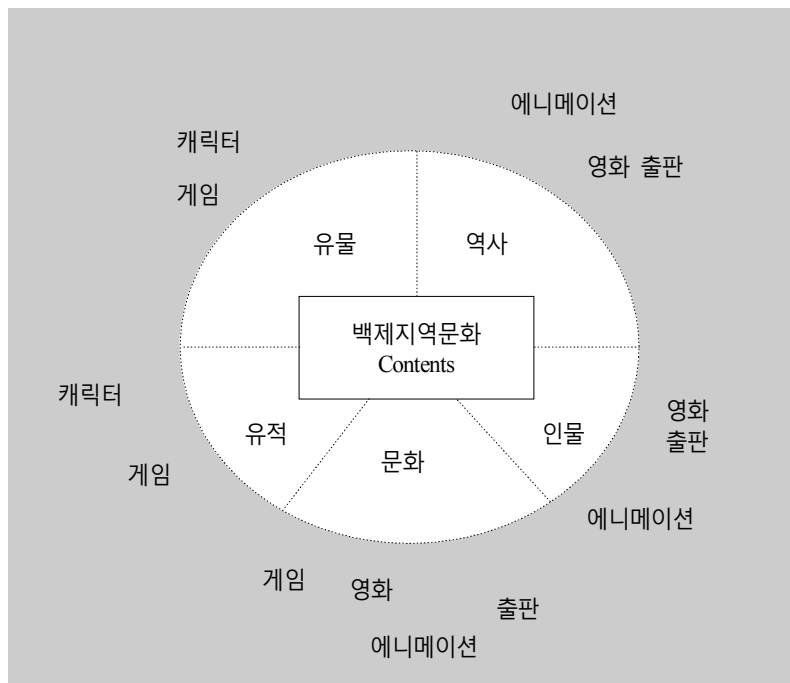 에니메이션
캐릭터
영화 출판
게임
유물
역사
백제지역문화
Contents
캐릭터
영화
출판
유적
인물
문화
게임
에니메이션
게임
영화
출판
에니메이션